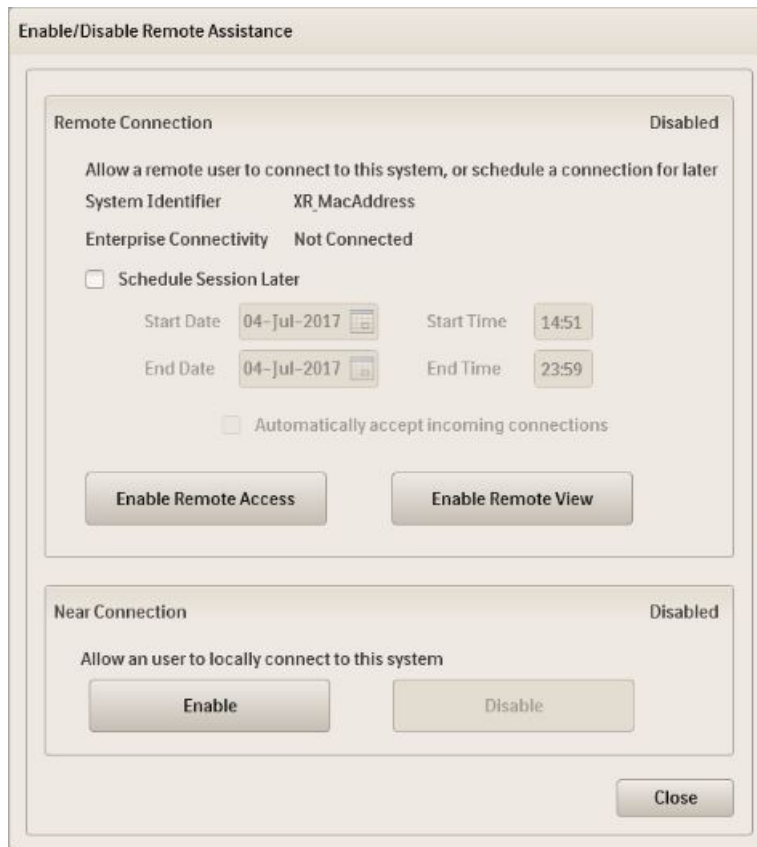 Enable/Disable Remote Assistance
Remote Connection Disabled
Allow a remote user to connect to this system, or schedule a connection for later
System Identifier XR_MacAddress
Enterprise Connectivity Not Connected
Schedule Session Later
Start Date 04-Jul-2017 Start Time 14:51
End Date 04-Jul-2017 End Time 23:59
Automatically accept incoming connections
Enable Remote Access Enable Remote View
Near Connection Disabled
Allow an user to locally connect to this system
Enable Disable
Close